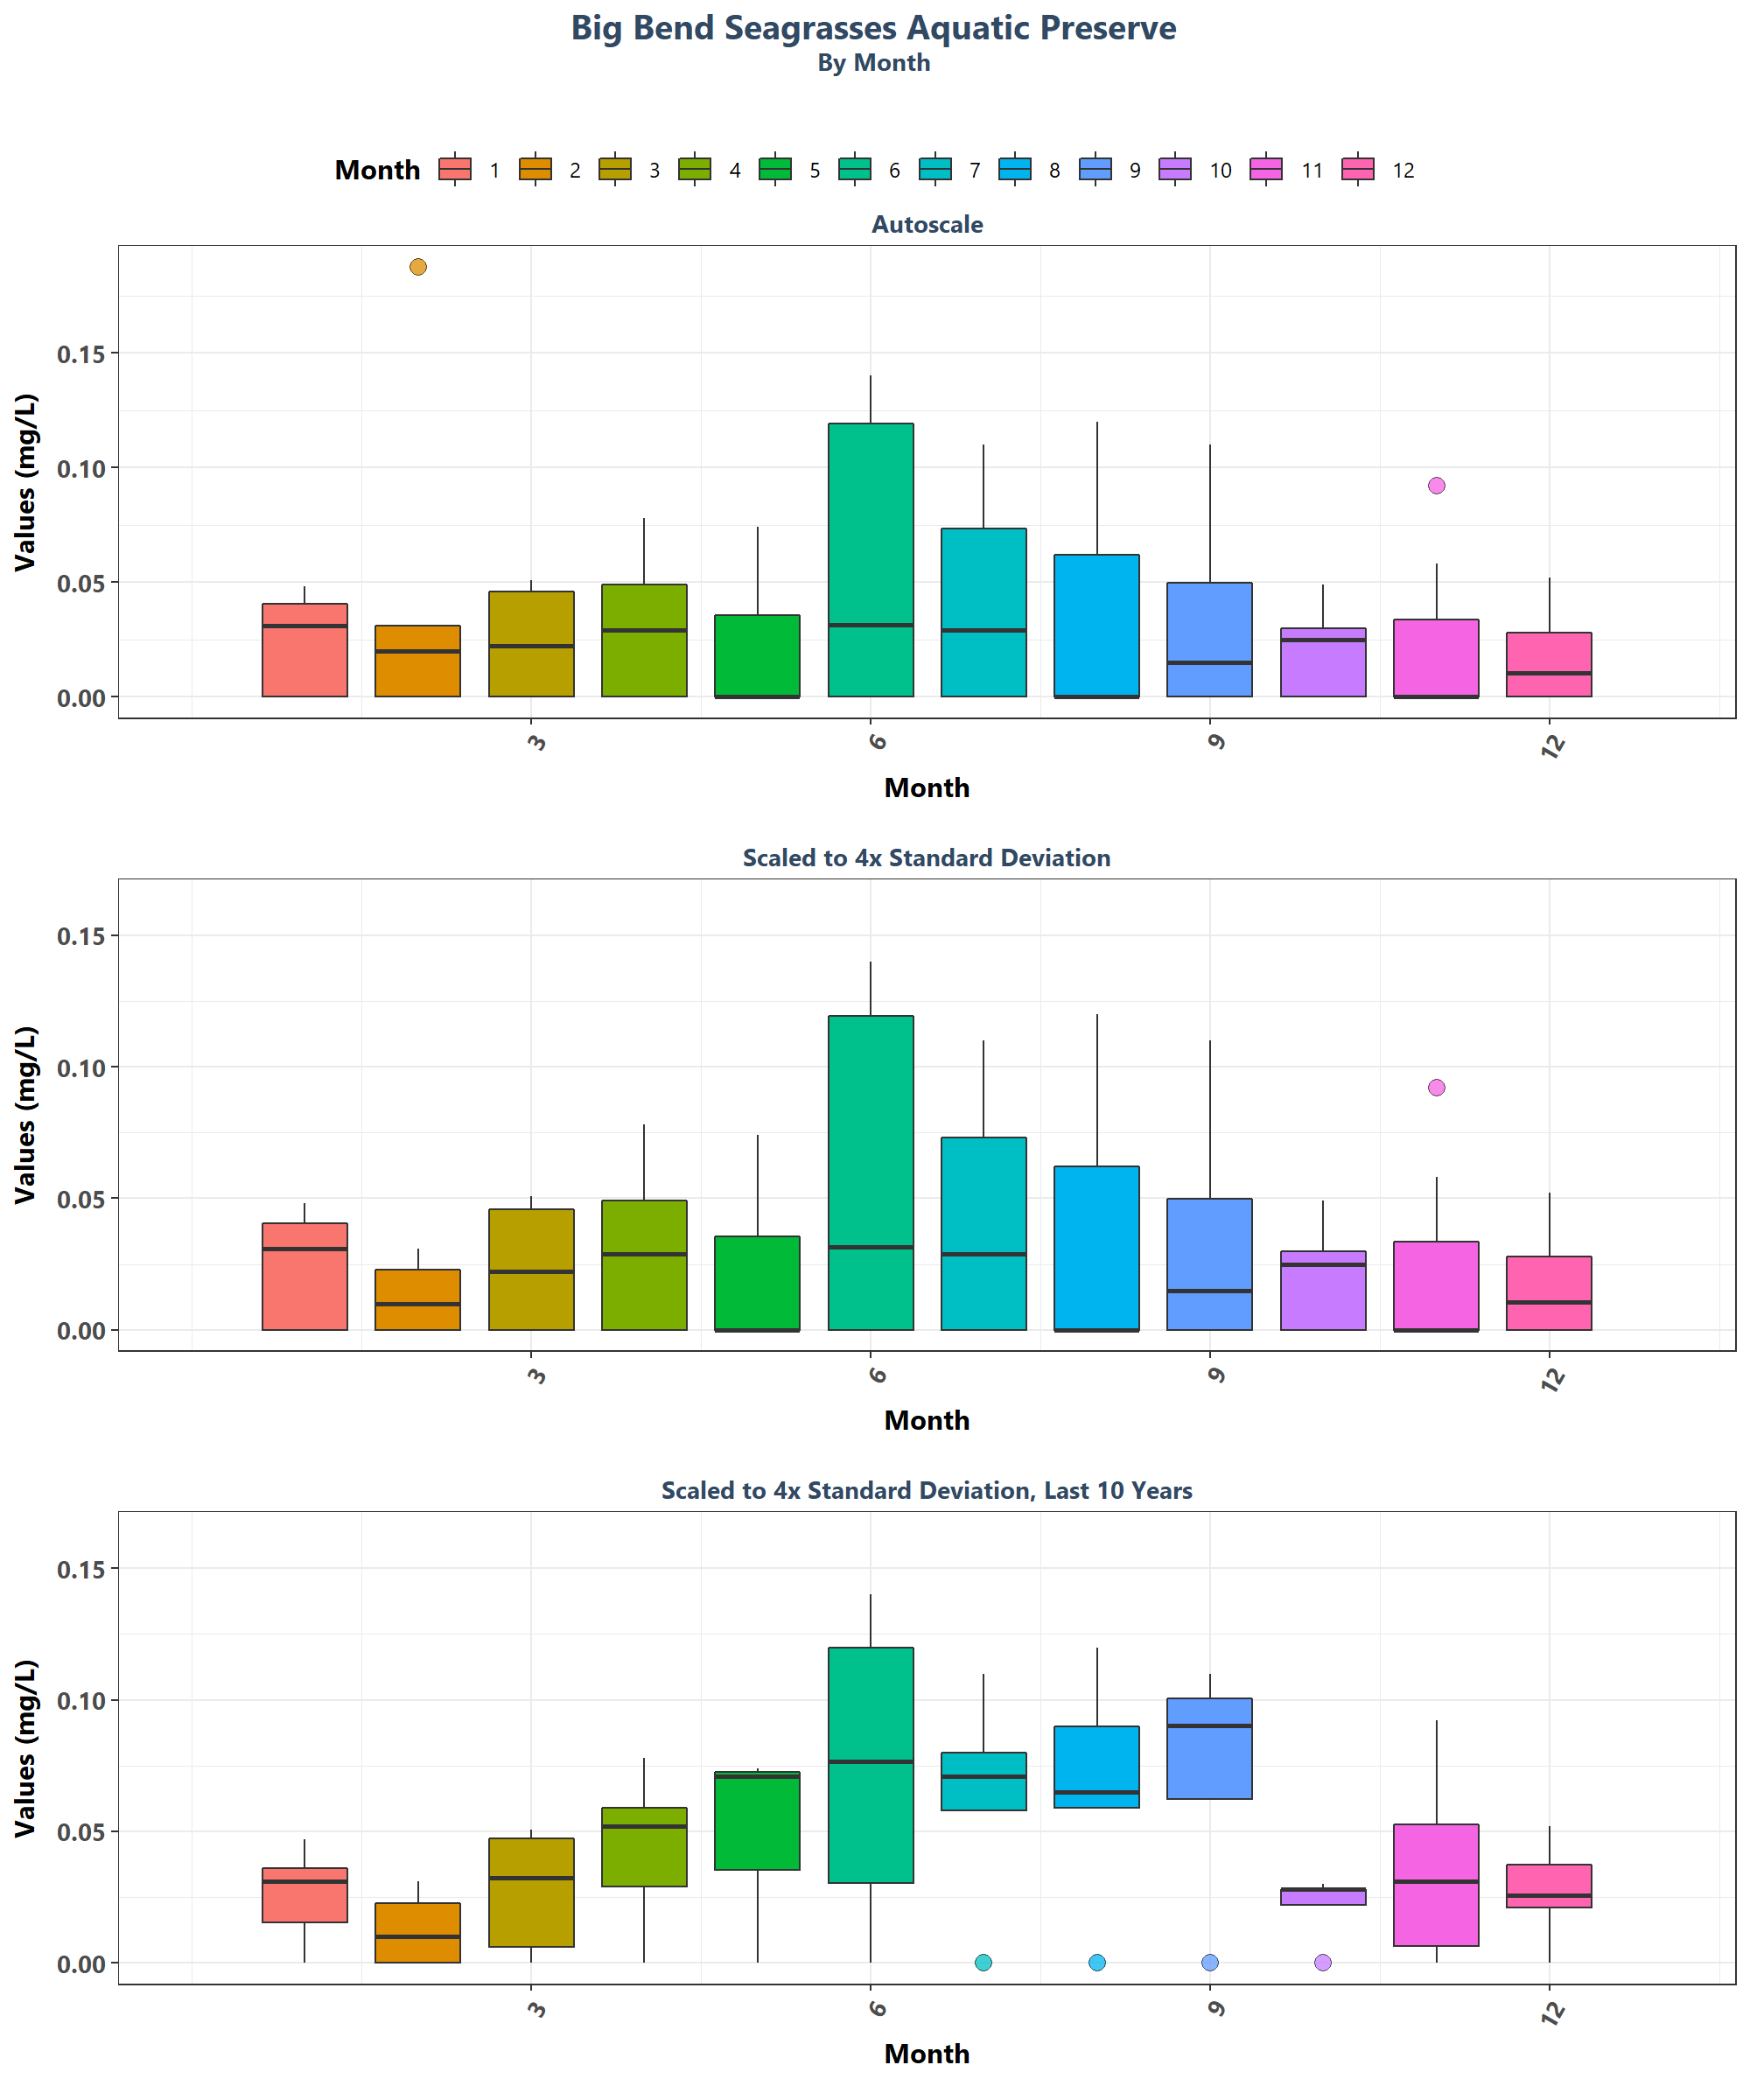 Big Bend Seagrasses Aquatic Preserve
By Month
Month 1 2 3 4 5 6 7 8 9 10 11 12
Autoscale
Values (mg/L)
0.15
0.10
0.05
0.00
3 6 9 12
Month
Scaled to 4x Standard Deviation
Values (mg/L)
0.15
0.10
0.05
0.00
3 6 9 12
Month
Scaled to 4x Standard Deviation, Last 10 Years
Values (mg/L)
0.15
0.10
0.05
0.00
3 6 9 12
Month